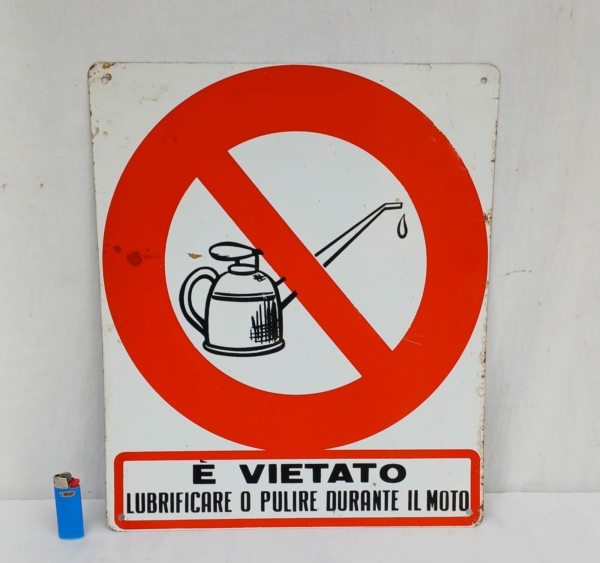 È VIETATO
LUBRIFICARE O PULIRE DURANTE IL MOTO